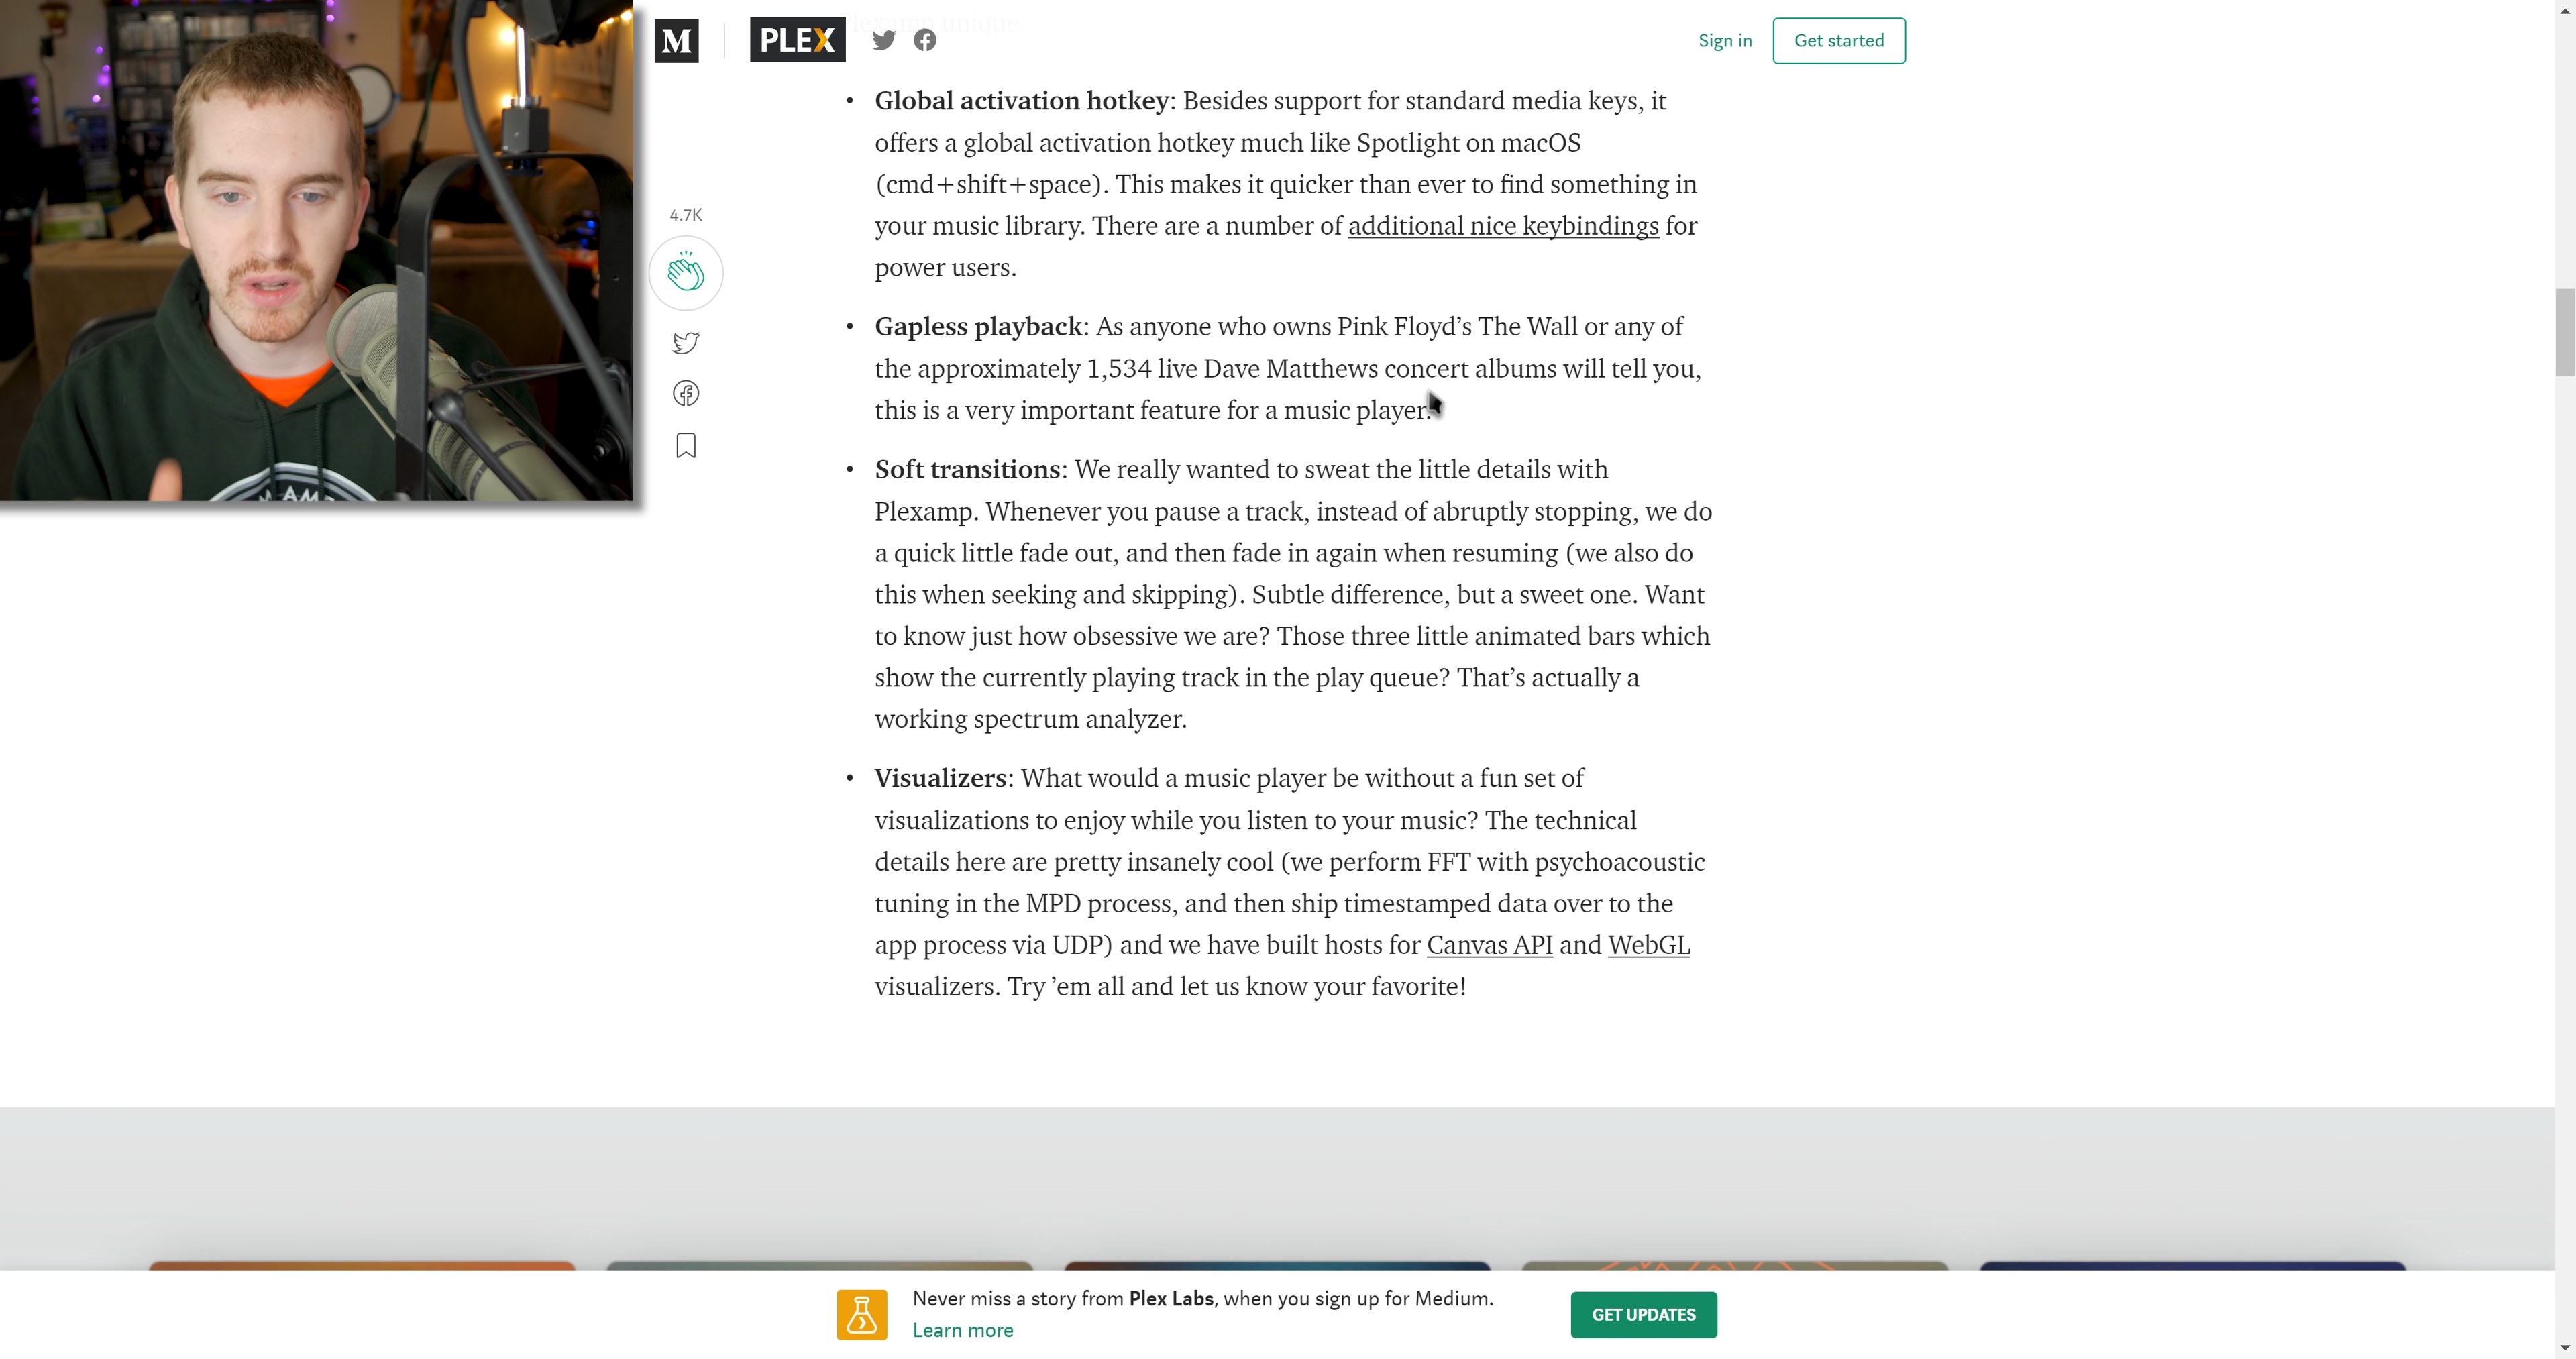 Plexamp unique
M
PLEX
Sign in
Get started
• Global activation hotkey: Besides support for standard media keys, it
offers a global activation hotkey much like Spotlight on macOS
(cmd+shift+space). This makes it quicker than ever to find something in
your music library. There are a number of additional nice keybindings for
power users.
4.7K
• Gapless playback: As anyone who owns Pink Floyd’s The Wall or any of
the approximately 1,534 live Dave Matthews concert albums will tell you,
this is a very important feature for a music player.
• Soft transitions: We really wanted to sweat the little details with
Plexamp. Whenever you pause a track, instead of abruptly stopping, we do
a quick little fade out, and then fade in again when resuming (we also do
this when seeking and skipping). Subtle difference, but a sweet one. Want
to know just how obsessive we are? Those three little animated bars which
show the currently playing track in the play queue? That’s actually a
working spectrum analyzer.
• Visualizers: What would a music player be without a fun set of
visualizations to enjoy while you listen to your music? The technical
details here are pretty insanely cool (we perform FFT with psychoacoustic
tuning in the MPD process, and then ship timestamped data over to the
app process via UDP) and we have built hosts for Canvas API and WebGL
visualizers. Try ’em all and let us know your favorite!
Never miss a story from Plex Labs, when you sign up for Medium.
Learn more
GET UPDATES